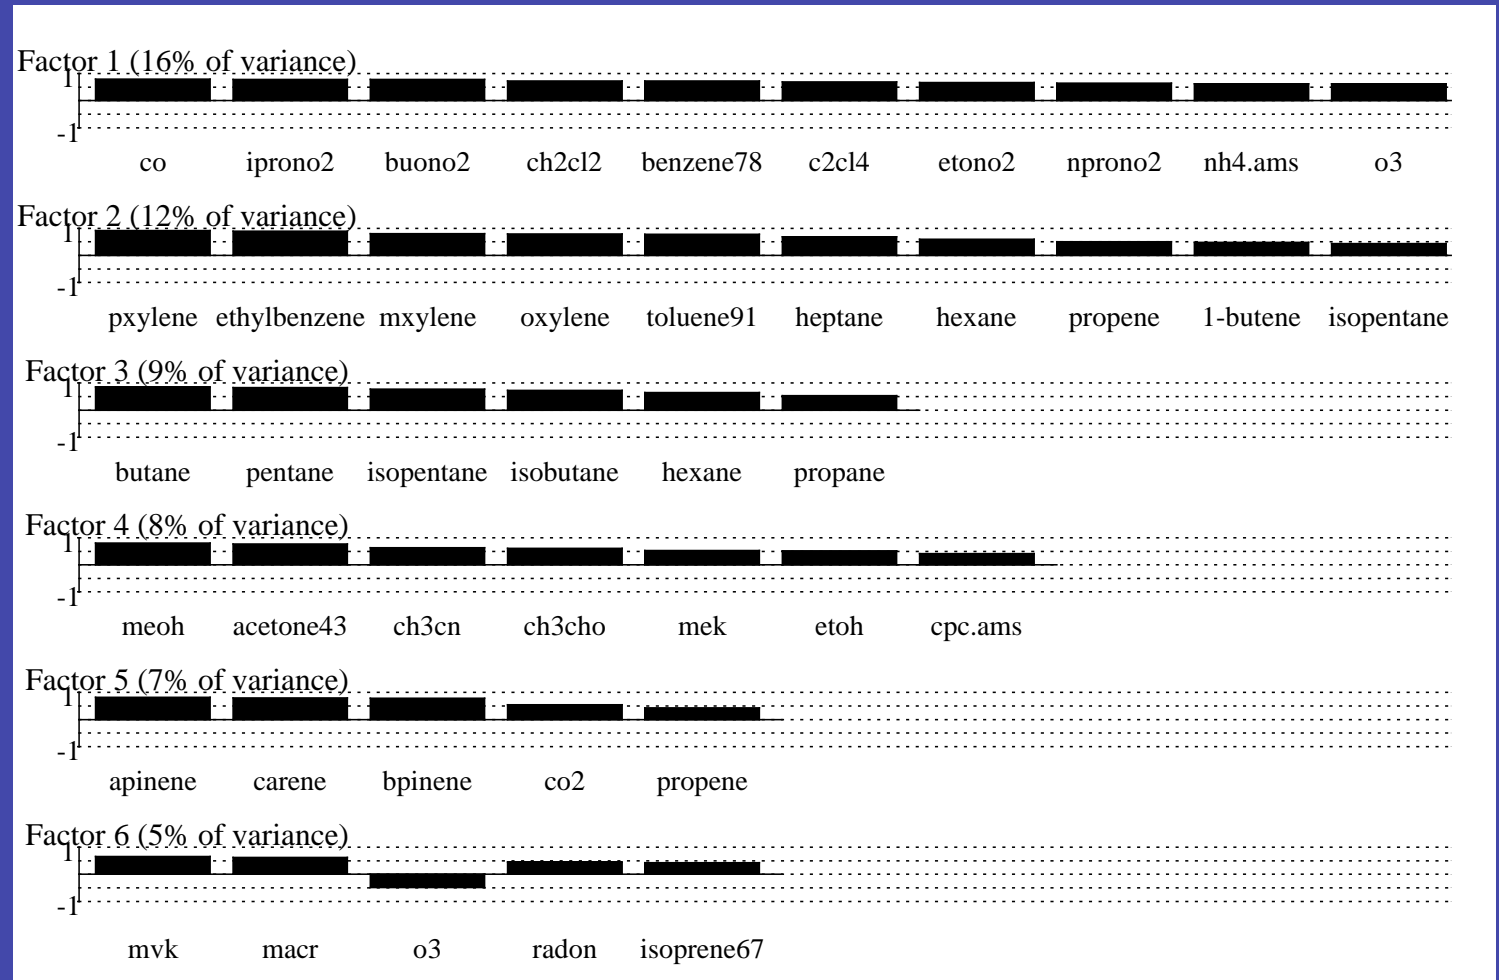 Factor 1 (16% of variance)
1
-1
co iprono2 buono2 ch2cl2 benzene78 c2cl4 etono2 nprono2 nh4.ams o3
Factor 2 (12% of variance)
1
-1
pxylene ethylbenzene mxylene oxylene toluene91 heptane hexane propene 1-butene isopentane
Factor 3 (9% of variance)
1
-1
butane pentane isopentane isobutane hexane propane
Factor 4 (8% of variance)
1
-1
meoh acetone43 ch3cn ch3cho mek etoh cpc.ams
Factor 5 (7% of variance)
1
-1
apinene carene bpinene co2 propene
Factor 6 (5% of variance)
1
-1
mvk macr o3 radon isoprene67